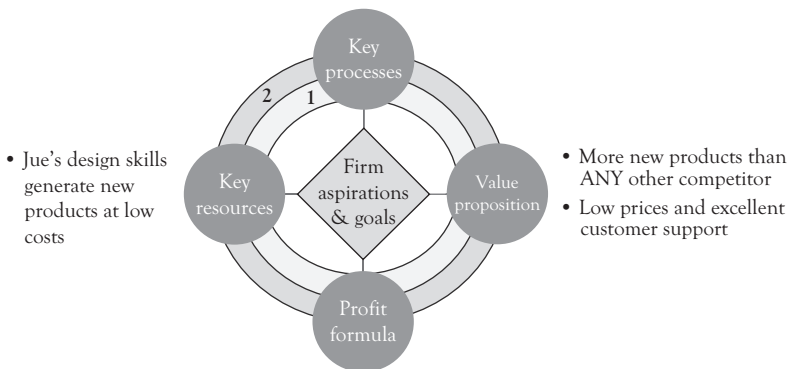 Key
processes
2
1
• Jue’s design skills
generate new
products at low
costs
Key
resources
Firm
aspirations
& goals
Value
proposition
• More new products than
ANY other competitor
• Low prices and excellent
customer support
Profit
formula